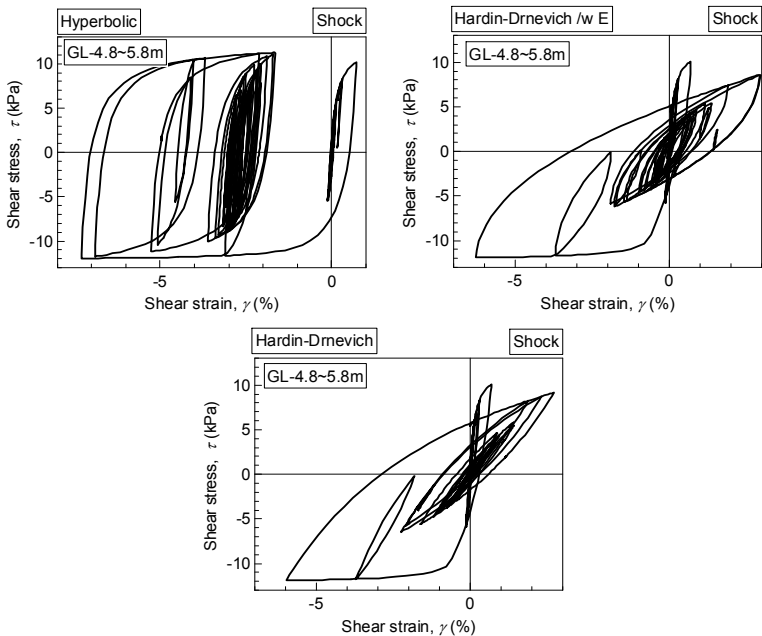 Hyperbolic
Shock
GL-4.8~5.8m
10
5
0
-5
-10
Shear stress, τ (kPa)
-5
0
Shear strain, γ (%)
Hardin-Drnevich /w E
Shock
GL-4.8~5.8m
10
5
0
-5
-10
Shear stress, τ (kPa)
-5
0
Shear strain, γ (%)
Hardin-Drnevich
Shock
GL-4.8~5.8m
10
5
0
-5
-10
Shear stress, τ (kPa)
-5
0
Shear strain, γ (%)